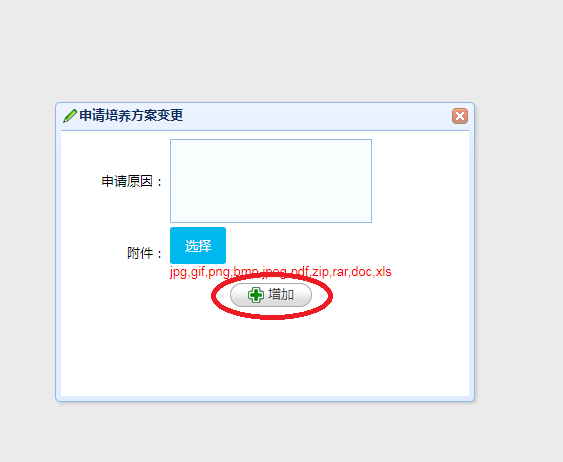 申请培养方案变更
申请原因：
附件：
选择
jpg,gif,png,bmp,jpeg,pdf,zip,rar,doc,xls
增加